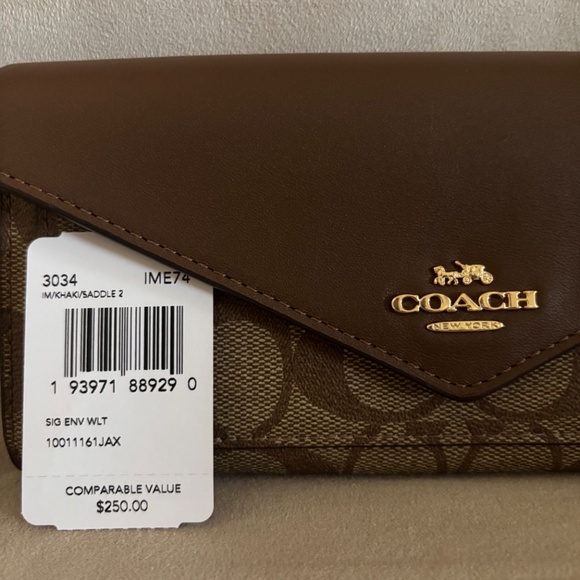 3034 IME74
IM/KHAKI/SADDLE 2
1 93971 88929 0
SIG ENV WLT
10011161JAX
COMPARABLE VALUE
$250.00
COACH
NEW YORK